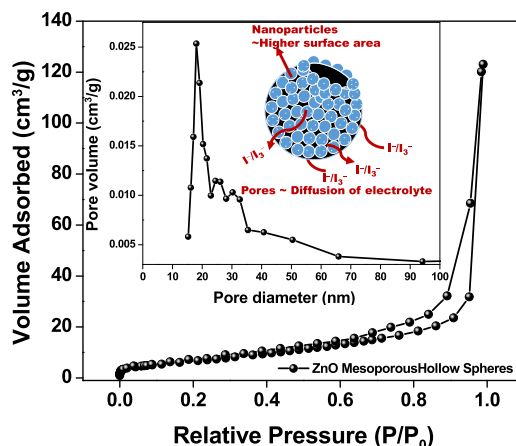 140
120
100
80
60
40
20
0
Volume Adsorbed (cm³/g)
0.0
0.2
0.4
0.6
0.8
1.0
Relative Pressure (P/P₀)
ZnO MesoporousHollow Spheres
0.025
0.020
0.015
0.010
0.005
Pore volume (cm³/g)
0
10
20
30
40
50
60
70
80
90
100
Pore diameter (nm)
Nanoparticles
~Higher surface area
I⁻/I₃⁻
I⁻/I₃⁻
I⁻/I₃⁻
I⁻/I₃⁻
Pores ~ Diffusion of electrolyte